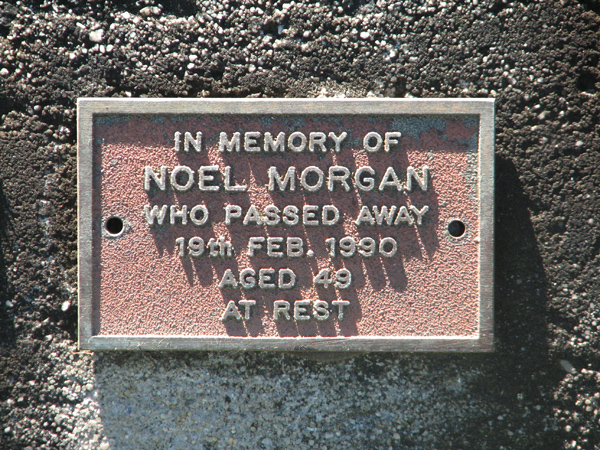 IN MEMORY OF
NOEL MORGAN
WHO PASSED AWAY
19th FEB. 1990
AGED 49
AT REST